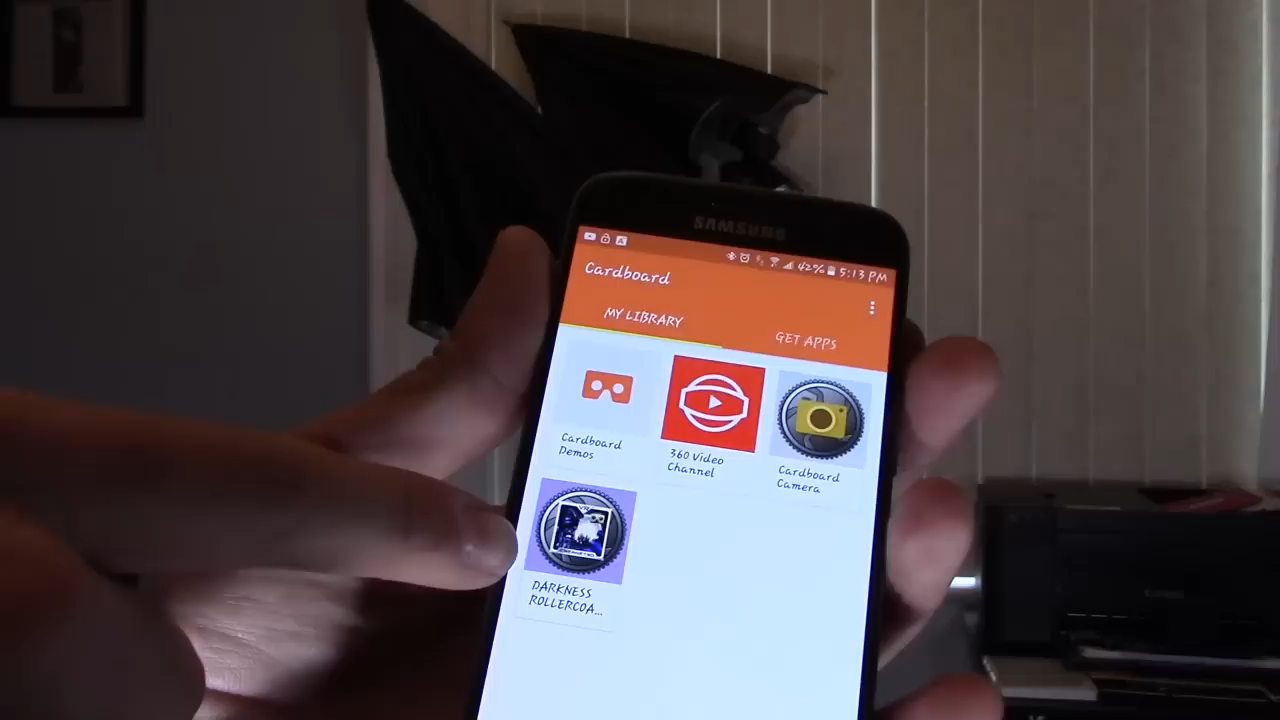 SAMSUNG
42% 5:13 PM
Cardboard
MY LIBRARY
GET APPS
Cardboard
Demos
360 Video
Channel
Cardboard
Camera
VR
DARKNESS
ROLLERCOA...